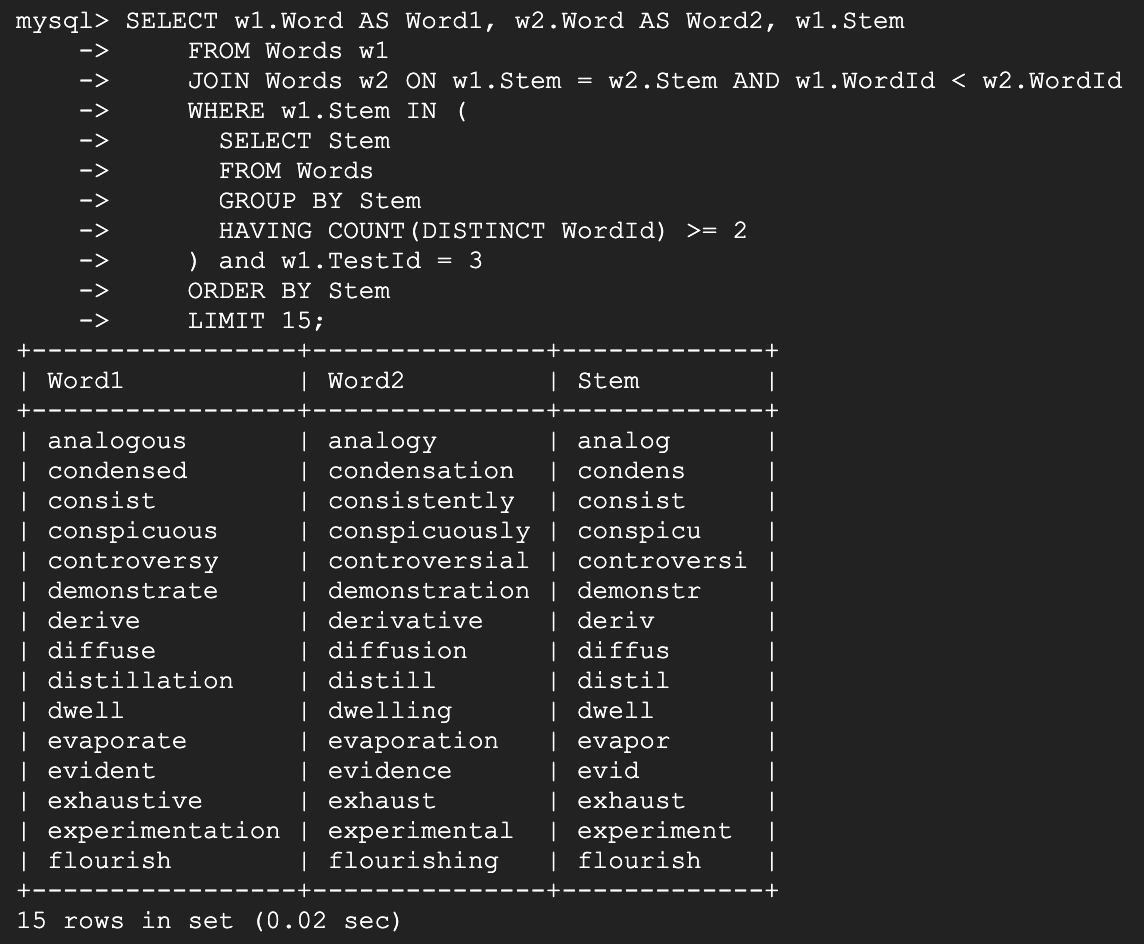 mysql> SELECT w1.Word AS Word1, w2.Word AS Word2, w1.Stem
    ->     FROM Words w1
    ->     JOIN Words w2 ON w1.Stem = w2.Stem AND w1.WordId < w2.WordId
    ->     WHERE w1.Stem IN (
    ->       SELECT Stem
    ->       FROM Words
    ->       GROUP BY Stem
    ->       HAVING COUNT(DISTINCT WordId) >= 2
    ->     ) and w1.TestId = 3
    ->     ORDER BY Stem
    ->     LIMIT 15;
+-----------------+---------------+-------------+
| Word1           | Word2         | Stem        |
+-----------------+---------------+-------------+
| analogous       | analogy       | analog      |
| condensed       | condensation  | condens     |
| consist         | consistently  | consist     |
| conspicuous     | conspicuously | conspicu    |
| controversy     | controversial | controversi |
| demonstrate     | demonstration | demonstr    |
| derive          | derivative    | deriv       |
| diffuse         | diffusion     | diffus      |
| distillation    | distill       | distil      |
| dwell           | dwelling      | dwell       |
| evaporate       | evaporation   | evapor      |
| evident         | evidence      | evid        |
| exhaustive      | exhaust       | exhaust     |
| experimentation | experimental  | experiment  |
| flourish        | flourishing   | flourish    |
+-----------------+---------------+-------------+
15 rows in set (0.02 sec)